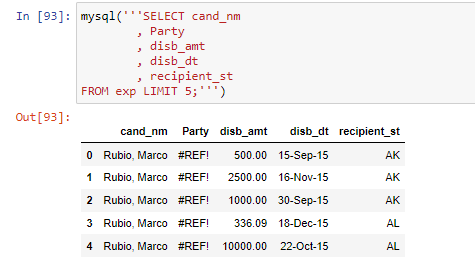 In [93]: mysql('''SELECT cand_nm
, Party
, disb_amt
, disb_dt
, recipient_st
FROM exp LIMIT 5;''')
Out[93]:
cand_nm Party disb_amt disb_dt recipient_st
0 Rubio, Marco #REF! 500.00 15-Sep-15 AK
1 Rubio, Marco #REF! 2500.00 16-Nov-15 AK
2 Rubio, Marco #REF! 1000.00 30-Sep-15 AK
3 Rubio, Marco #REF! 336.09 18-Dec-15 AL
4 Rubio, Marco #REF! 10000.00 22-Oct-15 AL